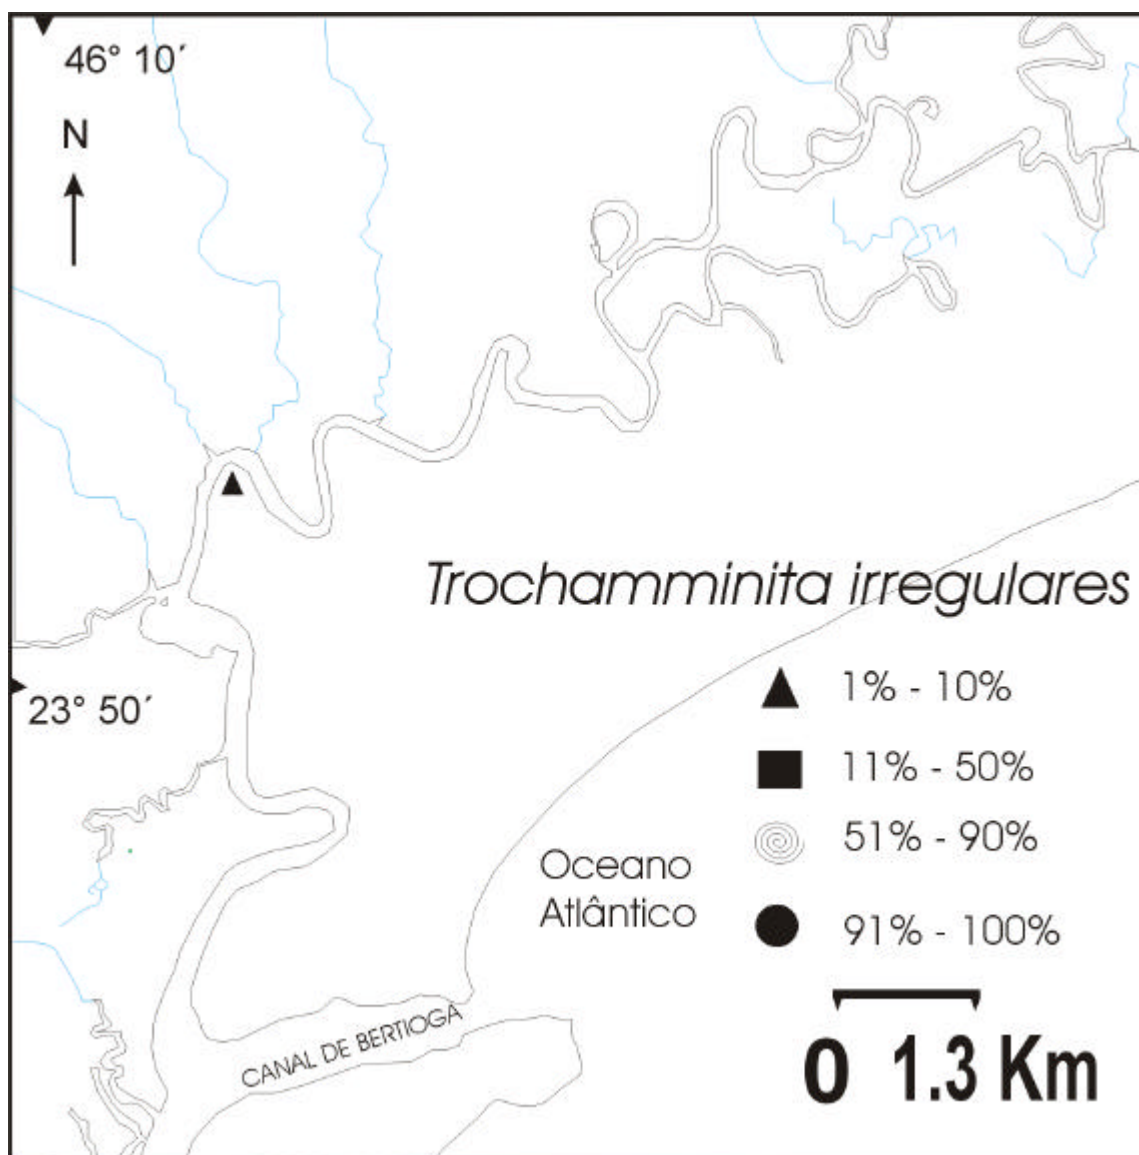 46° 10´
N
Trochamminita irregulares
23° 50´
1% - 10%
11% - 50%
51% - 90%
91% - 100%
Oceano
Atlântico
CANAL DE BERTIOGA
0 1.3 Km